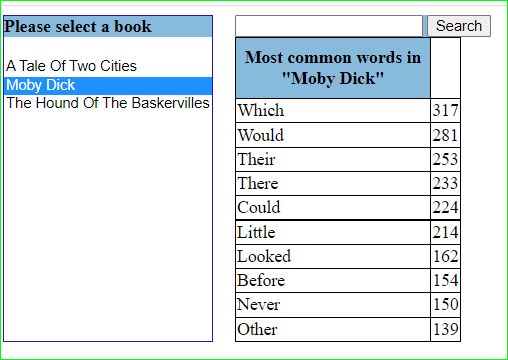 Please select a book
A Tale Of Two Cities
Moby Dick
The Hound Of The Baskervilles
Search
Most common words in
"Moby Dick"
Which 317
Would 281
Their 253
There 233
Could 224
Little 214
Looked 162
Before 154
Never 150
Other 139